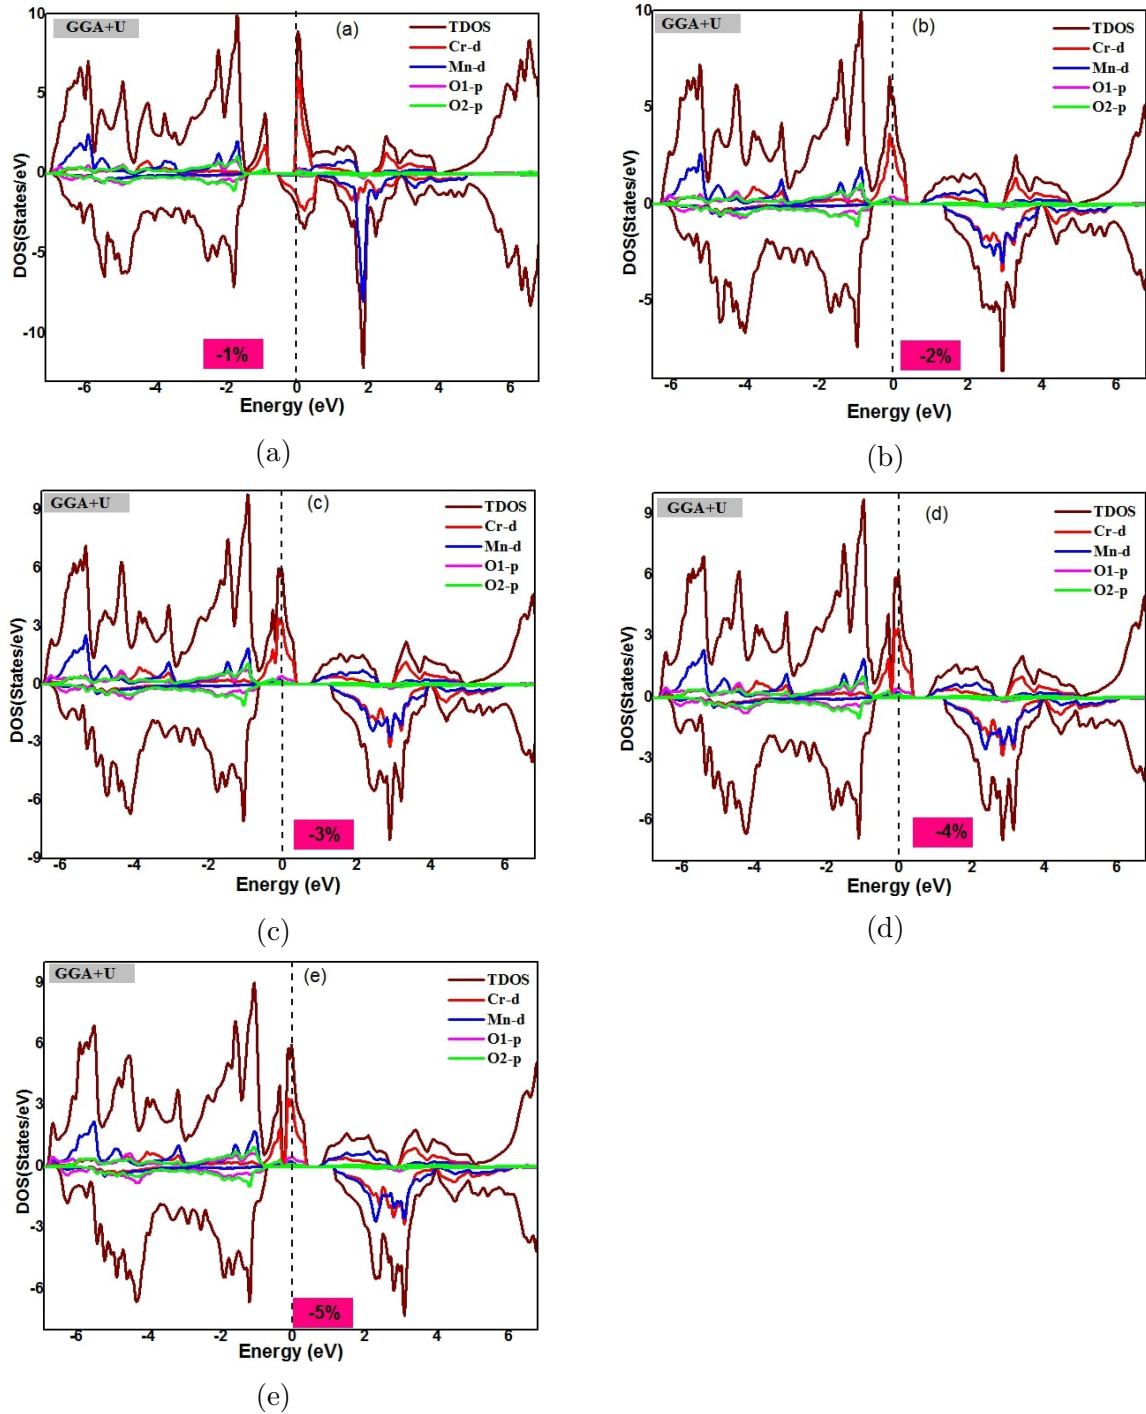 GGA+U
(a)
TDOS
Cr-d
Mn-d
O1-p
O2-p
10
5
0
-5
-10
DOS(States/eV)
-1%
-6 -4 -2 0 2 4 6
Energy (eV)
(a)
GGA+U
(b)
TDOS
Cr-d
Mn-d
O1-p
O2-p
10
5
0
-5
DOS(States/eV)
-2%
-6 -4 -2 0 2 4 6
Energy (eV)
(b)
GGA+U
(c)
TDOS
Cr-d
Mn-d
O1-p
O2-p
9
6
3
0
-3
-6
-9
DOS(States/eV)
-3%
-6 -4 -2 0 2 4 6
Energy (eV)
(c)
GGA+U
(d)
TDOS
Cr-d
Mn-d
O1-p
O2-p
9
6
3
0
-3
-6
DOS(States/eV)
-4%
-6 -4 -2 0 2 4 6
Energy (eV)
(d)
GGA+U
(e)
TDOS
Cr-d
Mn-d
O1-p
O2-p
9
6
3
0
-3
-6
DOS(States/eV)
-5%
-6 -4 -2 0 2 4 6
Energy (eV)
(e)